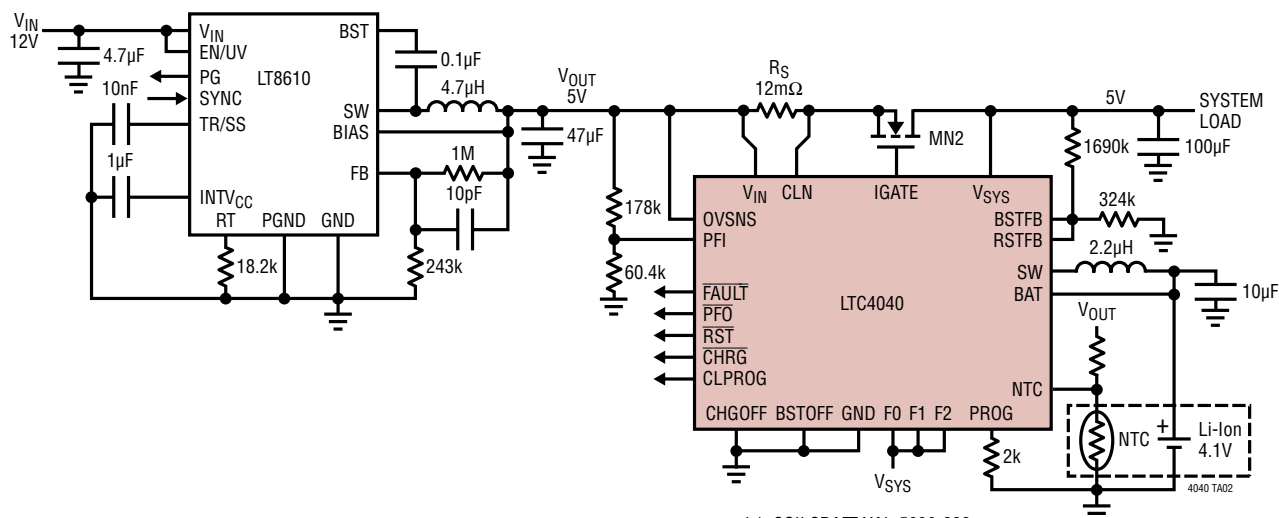 VIN
12V
4.7µF
VIN
EN/UV
PG
SYNC
TR/SS
INTVCC
RT
PGND
GND
LT8610
BST
SW
BIAS
FB
10nF
1µF
18.2k
0.1µF
4.7µH
1M
10pF
243k
VOUT
5V
47µF
178k
60.4k
RS
12mΩ
MN2
5V
SYSTEM
LOAD
1690k
100µF
324k
2.2µH
10µF
VIN
CLN
IGATE
VSYS
OVSNS
PFI
FAULT
PFO
RST
CHRG
CLPROG
LTC4040
BSTFB
RSTFB
SW
BAT
NTC
CHGOFF
BSTOFF
GND
F0
F1
F2
PROG
VSYS
2k
VOUT
NTC
+
Li-Ion
4.1V
4040 TA02